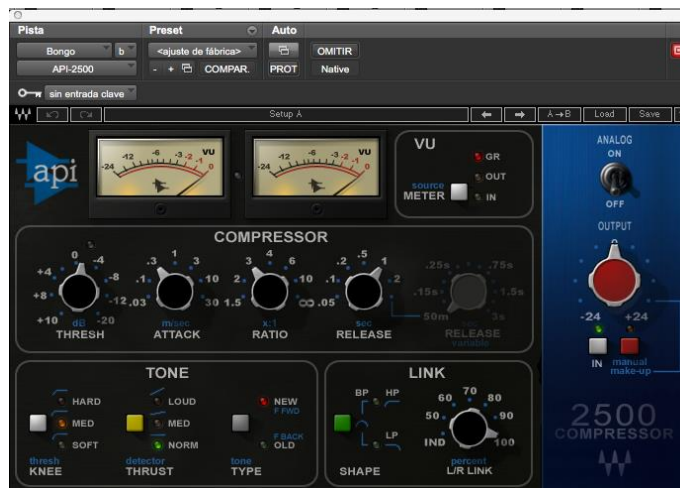 Pista Preset Auto
Bongo b <ajuste de fábrica> OMITIR
API-2500 - + COMPAR. PROT Native
sin entrada clave
Setup A A→B Load Save
api
-24 -12 -6 -3 -2 -1 0 VU
-24 -12 -6 -3 -2 -1 0 VU
VU
GR
OUT
source
METER IN
ANALOG
ON
OFF
OUTPUT
-24 +24
IN manual
make-up
COMPRESSOR
+10 +8 +4 0 -4 -8 -12 -20
dB
THRESH
.03 .1 .3 1 3 10 30
m/sec
ATTACK
1.5 2 3 4 6 10 ∞
x:1
RATIO
.05 .1 .2 .5 1 2
sec
RELEASE
50m .15s .25s .75s 1.5s 3s
sec
RELEASE
variable
TONE
HARD
MED
SOFT
thresh
KNEE
LOUD
MED
NORM
detector
THRUST
NEW
F FWD
F BACK
OLD
tone
TYPE
LINK
BP HP
LP
SHAPE
IND 50 60 70 80 90 100
percent
L/R LINK
2500
COMPRESSOR